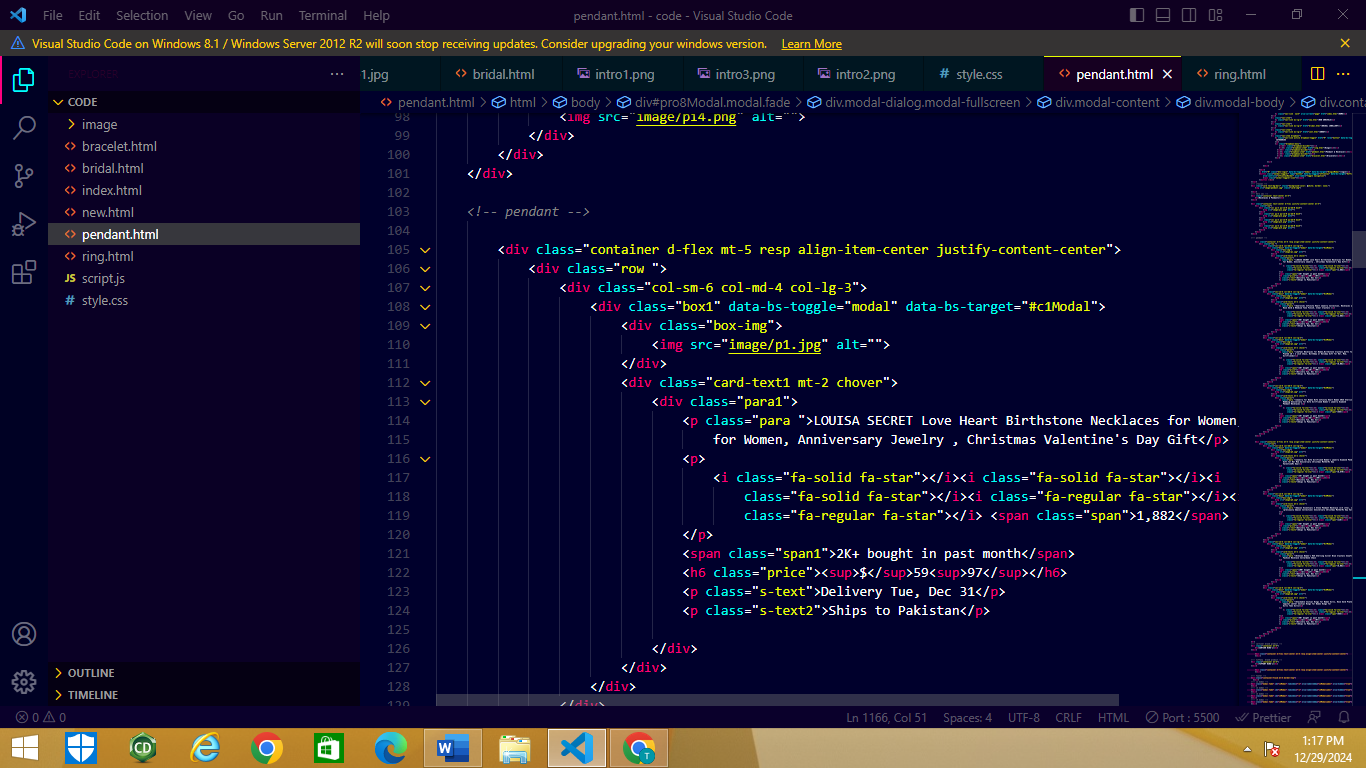 File Edit Selection View Go Run Terminal Help
pendant.html - code - Visual Studio Code
Visual Studio Code on Windows 8.1 / Windows Server 2012 R2 will soon stop receiving updates. Consider upgrading your windows version. Learn More
EXPLORER
1.jpg bridal.html intro1.png intro3.png intro2.png style.css pendant.html ring.html
CODE
image
bracelet.html
bridal.html
index.html
new.html
pendant.html
ring.html
JS script.js
# style.css
OUTLINE
TIMELINE
pendant.html > html > body > div#pro8Modal.modal.fade > div.modal-dialog.modal-fullscreen > div.modal-content > div.modal-body > div.conta
98 <img src="image/pi4.png" alt="">
99 </div>
100 </div>
101 </div>
102
103 <!-- pendant -->
104
105 <div class="container d-flex mt-5 resp align-item-center justify-content-center">
106 <div class="row ">
107 <div class="col-sm-6 col-md-4 col-lg-3">
108 <div class="box1" data-bs-toggle="modal" data-bs-target="#c1Modal">
109 <div class="box-img">
110 <img src="image/p1.jpg" alt="">
111 </div>
112 <div class="card-text1 mt-2 chover">
113 <div class="para1">
114 <p class="para ">LOUISA SECRET Love Heart Birthstone Necklaces for Women,
115 for Women, Anniversary Jewelry , Christmas Valentine's Day Gift</p>
116 <p>
117 <i class="fa-solid fa-star"></i><i class="fa-solid fa-star"></i><i
118 class="fa-solid fa-star"></i><i class="fa-regular fa-star"></i><
119 class="fa-regular fa-star"></i> <span class="span">1,882</span>
120 </p>
121 <span class="span1">2K+ bought in past month</span>
122 <h6 class="price"><sup>$</sup>59<sup>97</sup></h6>
123 <p class="s-text">Delivery Tue, Dec 31</p>
124 <p class="s-text2">Ships to Pakistan</p>
125
126 </div>
127 </div>
128 </div>
129 </div>
0 0
Ln 1166, Col 51 Spaces: 4 UTF-8 CRLF HTML Port : 5500 Prettier
1:17 PM
12/29/2024